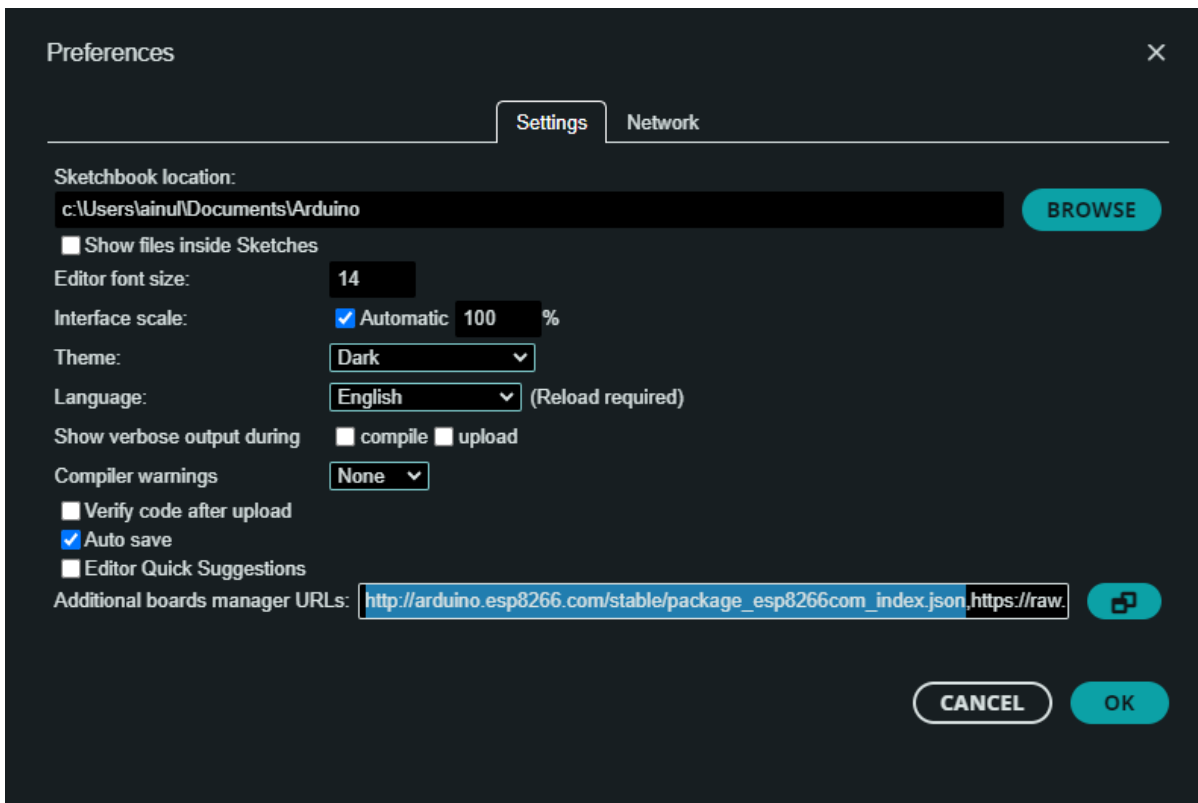 Preferences
Settings Network
Sketchbook location:
c:\Users\ainul\Documents\Arduino BROWSE
Show files inside Sketches
Editor font size: 14
Interface scale: Automatic 100 %
Theme: Dark
Language: English (Reload required)
Show verbose output during compile upload
Compiler warnings None
Verify code after upload
Auto save
Editor Quick Suggestions
Additional boards manager URLs: http://arduino.esp8266.com/stable/package_esp8266com_index.json,https://raw.
CANCEL OK